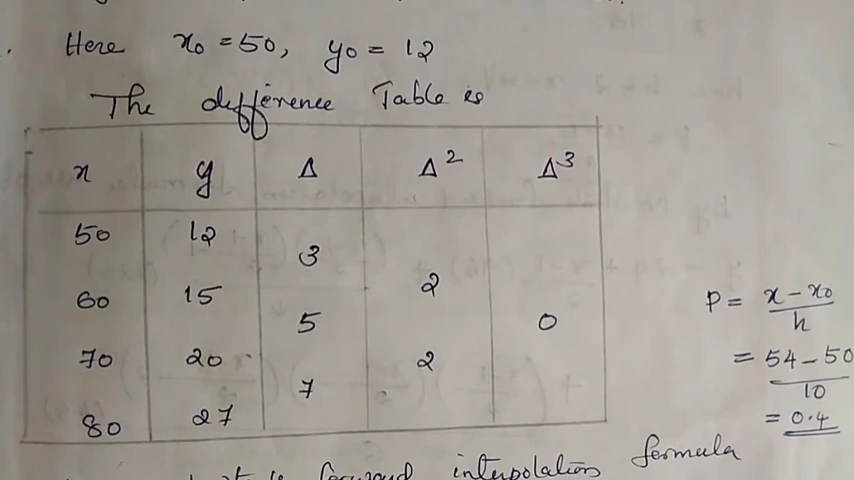 Here x₀ = 50, y₀ = 12
The difference Table is
x y Δ Δ² Δ³
50 12
3
2
60 15
5 0
70 20 2
7
80 27
P = x - x₀ / h
= 54 - 50 / 10
= 0.4
forward interpolation formula